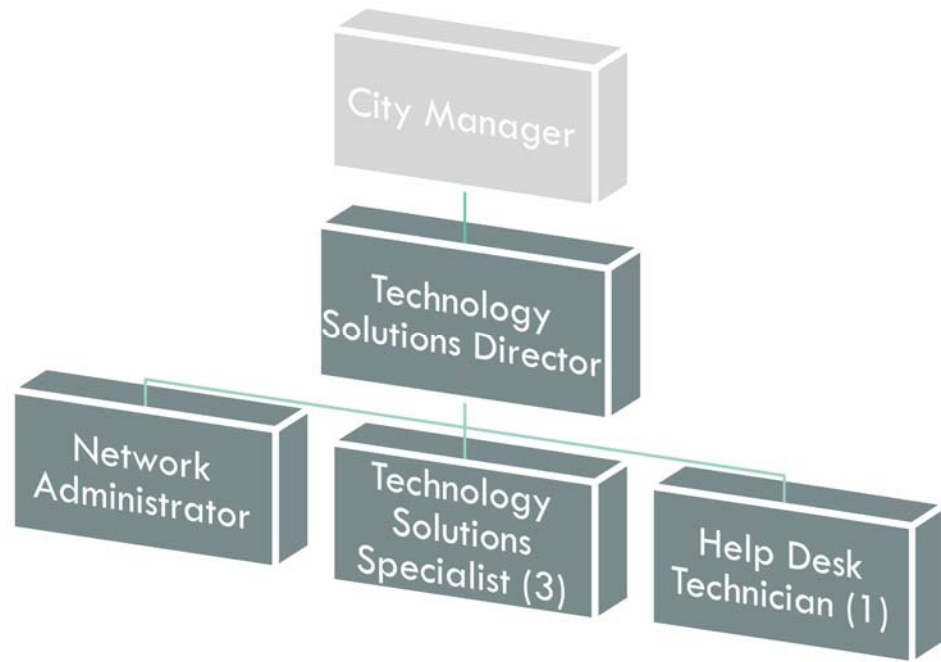 City Manager
Technology
Solutions Director
Network
Administrator
Technology
Solutions
Specialist (3)
Help Desk
Technician (1)